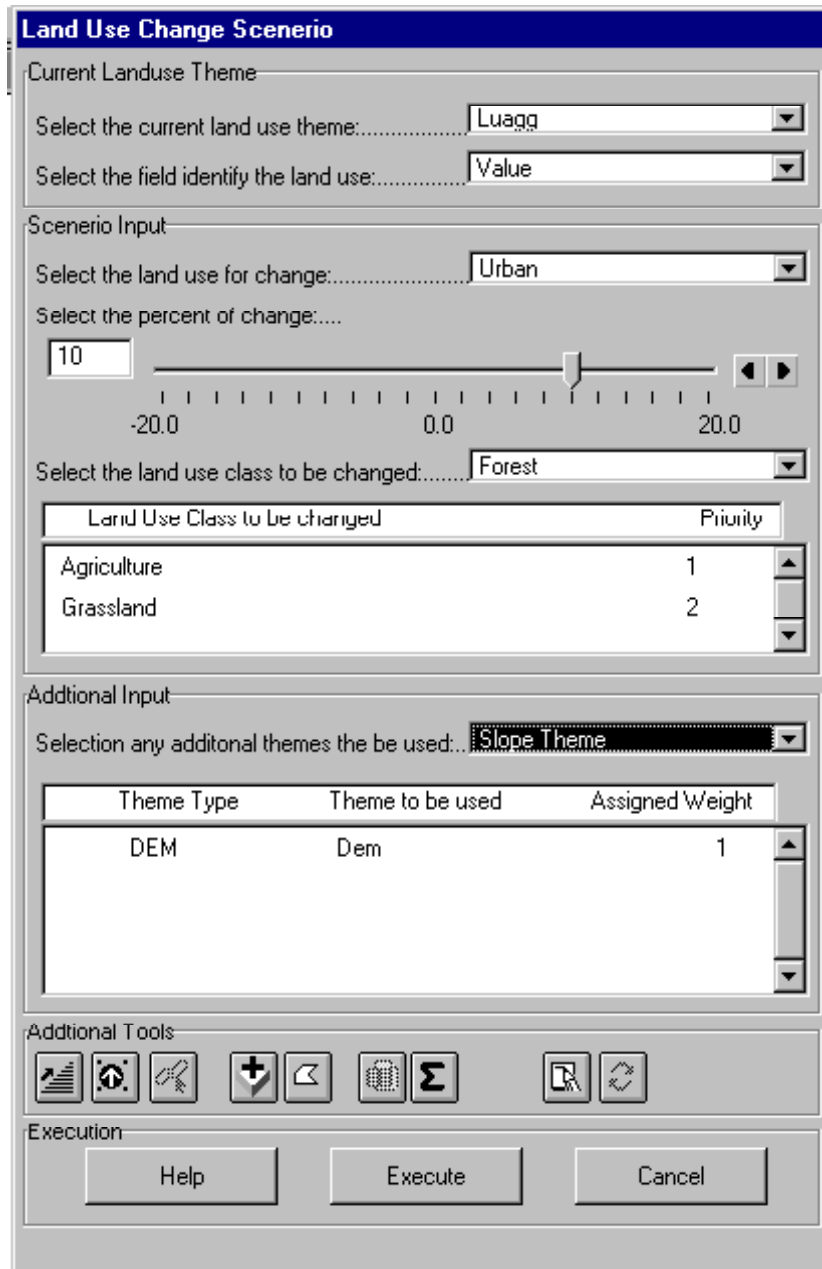 Land Use Change Scenerio
Current Landuse Theme
Select the current land use theme:.................. Luagg
Select the field identify the land use:............... Value
Scenerio Input
Select the land use for change:...................... Urban
Select the percent of change:....
10
-20.0 0.0 20.0
Select the land use class to be changed:....... Forest
Land Use Class to be changed Priority
Agriculture 1
Grassland 2
Addtional Input
Selection any additonal themes the be used:.. Slope Theme
Theme Type Theme to be used Assigned Weight
DEM Dem 1
Addtional Tools
Σ
Execution
Help Execute Cancel